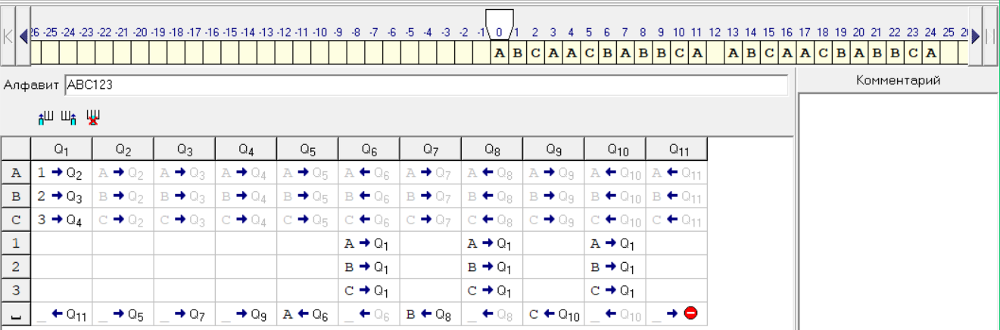 26 -25 -24 -23 -22 -21 -20 -19 -18 -17 -16 -15 -14 -13 -12 -11 -10 -9 -8 -7 -6 -5 -4 -3 -2 -1 0 1 2 3 4 5 6 7 8 9 10 11 12 13 14 15 16 17 18 19 20 21 22 23 24 25
A B C A A C B A B B C A A B C A A C B A B B C A
Алфавит ABC123
Комментарий
Q1 Q2 Q3 Q4 Q5 Q6 Q7 Q8 Q9 Q10 Q11
A 1 → Q2 A → Q2 A → Q3 A → Q4 A → Q5 A ← Q6 A → Q7 A ← Q8 A → Q9 A ← Q10 A ← Q11
B 2 → Q3 B → Q2 B → Q3 B → Q4 B → Q5 B ← Q6 B → Q7 B ← Q8 B → Q9 B ← Q10 B ← Q11
C 3 → Q4 C → Q2 C → Q3 C → Q4 C → Q5 C ← Q6 C → Q7 C ← Q8 C → Q9 C ← Q10 C ← Q11
1 A → Q1 A → Q1 A → Q1
2 B → Q1 B → Q1 B → Q1
3 C → Q1 C → Q1 C → Q1
_ _ ← Q11 _ → Q5 _ → Q7 _ → Q9 A ← Q6 _ ← Q6 B ← Q8 _ ← Q8 C ← Q10 _ ← Q10 _ →